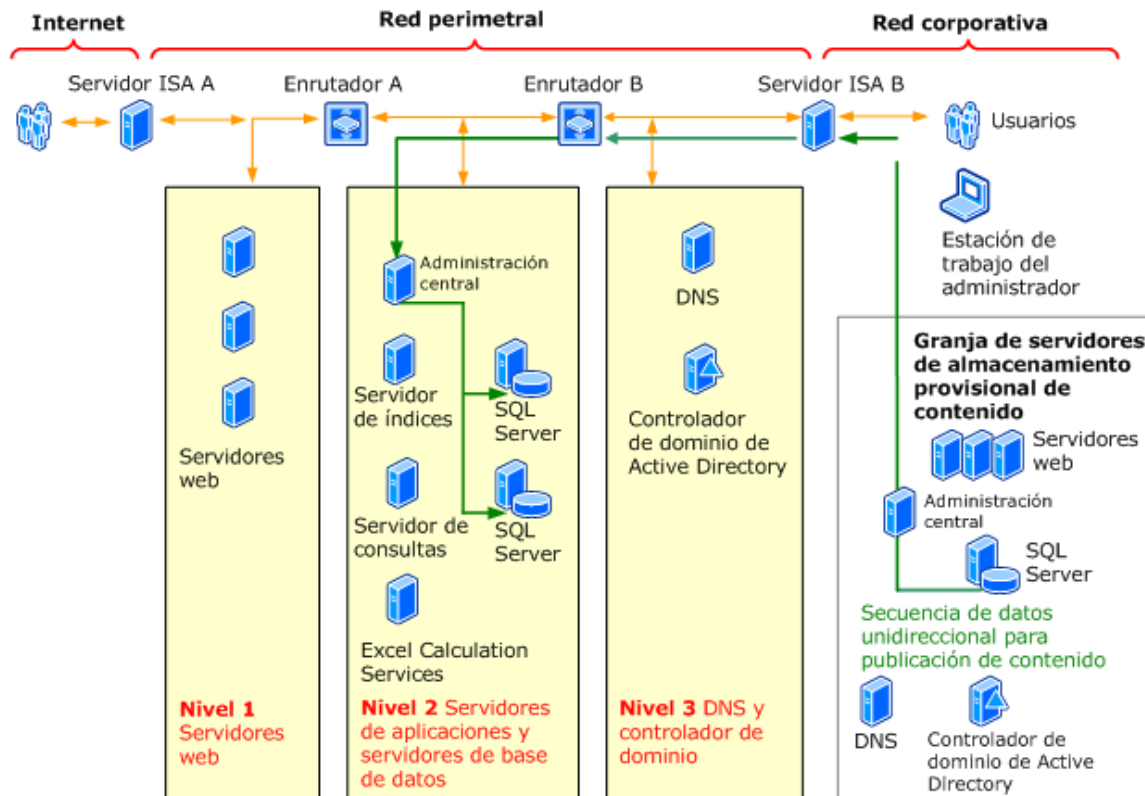 Internet
Red perimetral
Red corporativa
Servidor ISA A
Enrutador A
Enrutador B
Servidor ISA B
Usuarios
Estación de
trabajo del
administrador
Servidores
web
Nivel 1
Servidores
web
Administración
central
Servidor
de índices
SQL
Server
Servidor de
consultas
SQL
Server
Excel Calculation
Services
Nivel 2 Servidores
de aplicaciones y
servidores de base
de datos
DNS
Controlador
de dominio de
Active Directory
Nivel 3 DNS y
controlador de
dominio
Granja de servidores
de almacenamiento
provisional de
contenido
Servidores
web
Administración
central
SQL
Server
Secuencia de datos
unidireccional para
publicación de contenido
DNS
Controlador de
dominio de Active
Directory